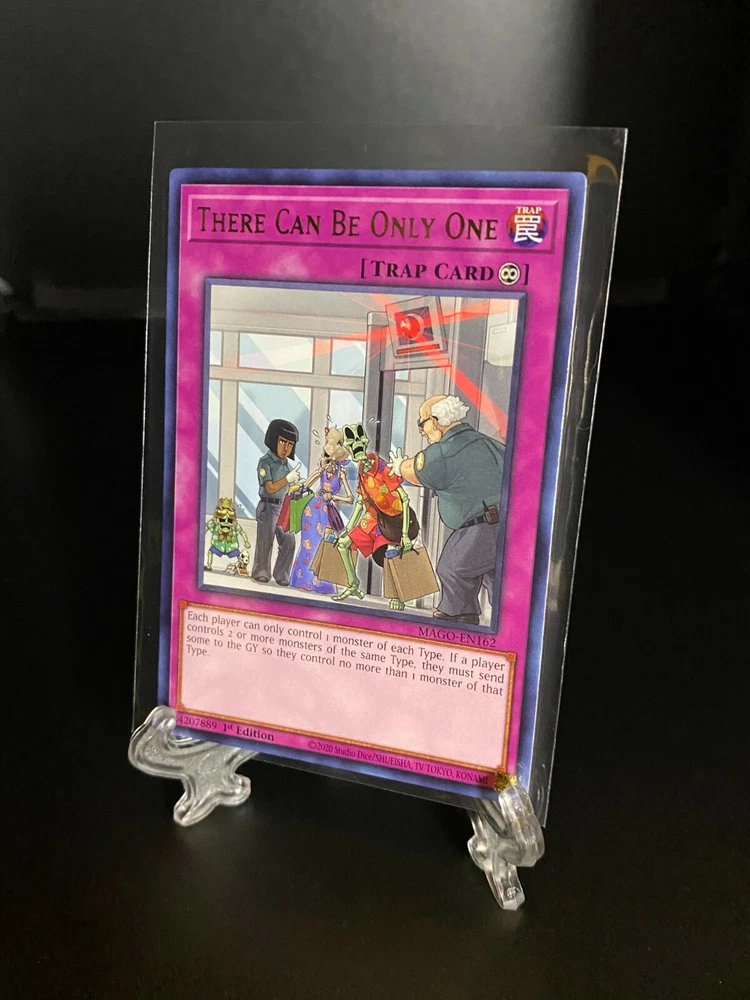 THERE CAN BE ONLY ONE
TRAP
罠
[TRAP CARD ]
MAGO-EN162
Each player can only control 1 monster of each Type. If a player
controls 2 or more monsters of the same Type, they must send
some to the GY so they control no more than 1 monster of that
Type.
4207889 1st Edition
©2020 Studio Dice/SHUEISHA, TV TOKYO, KONAMI